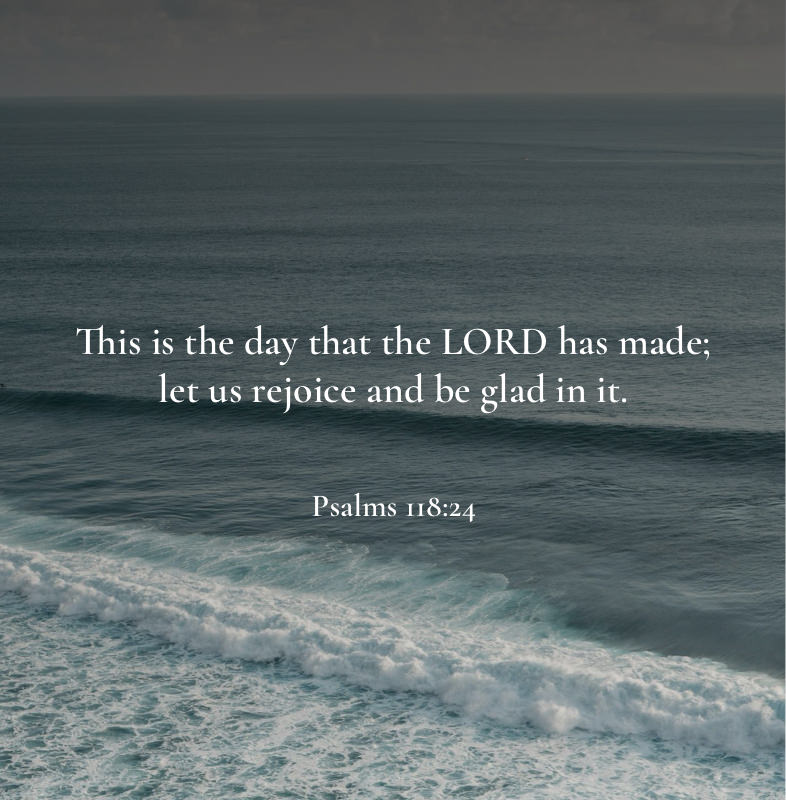 This is the day that the LORD has made;
let us rejoice and be glad in it.
Psalms 118:24